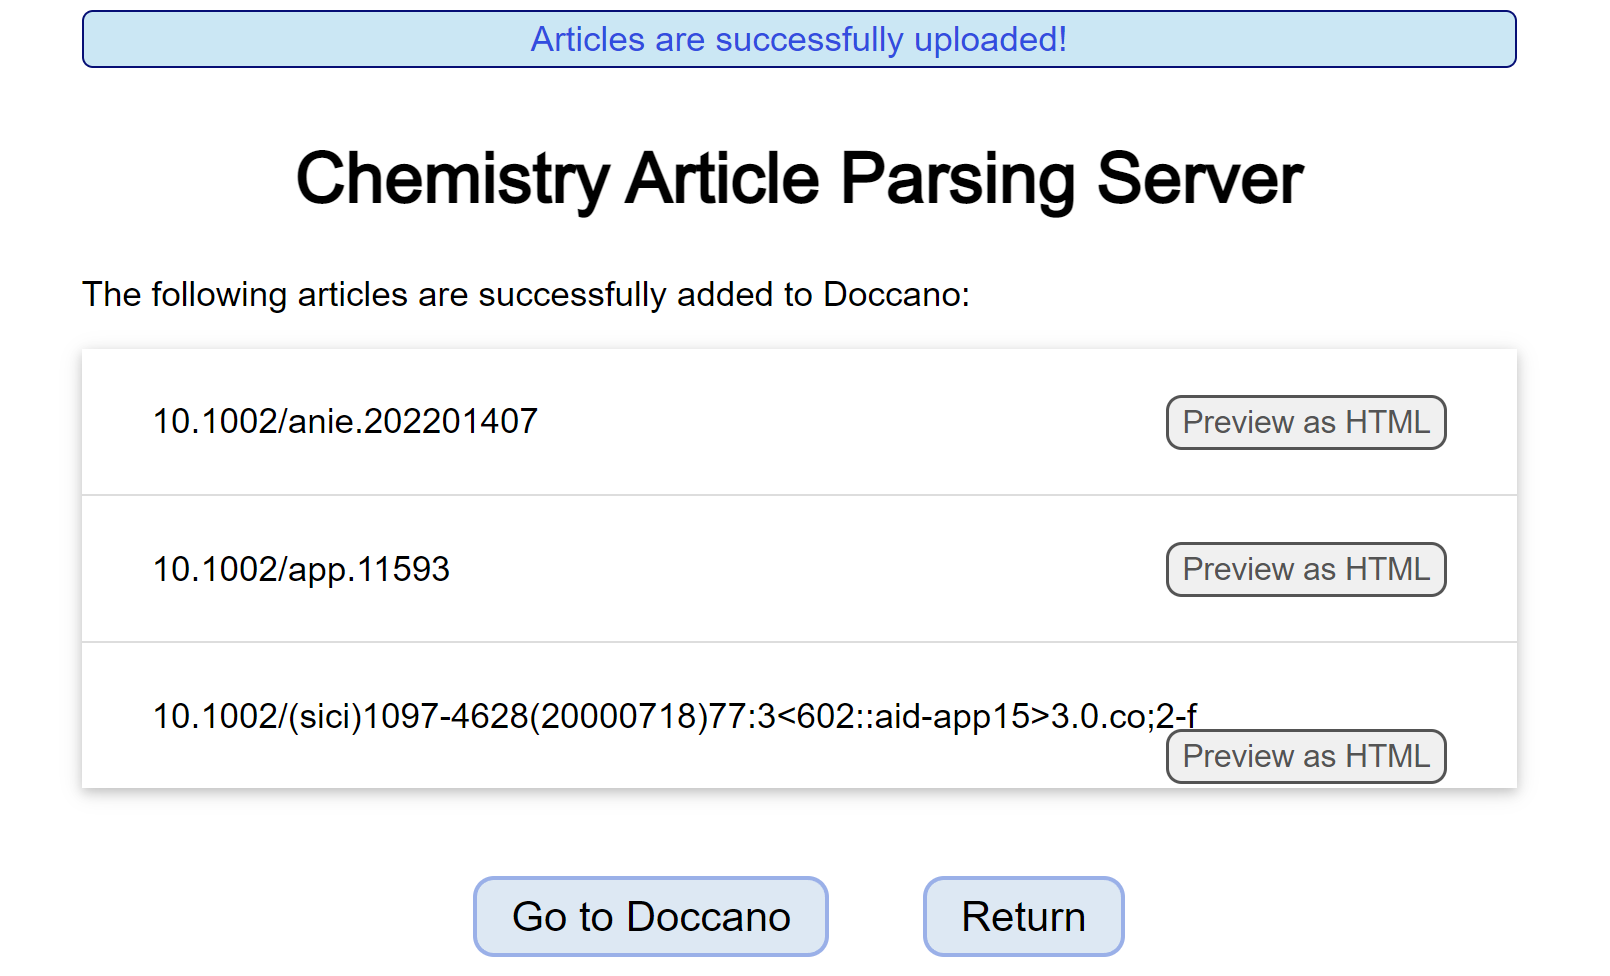 Articles are successfully uploaded!
Chemistry Article Parsing Server
The following articles are successfully added to Doccano:
10.1002/anie.202201407
Preview as HTML
10.1002/app.11593
Preview as HTML
10.1002/(sici)1097-4628(20000718)77:3<602::aid-app15>3.0.co;2-f
Preview as HTML
Go to Doccano
Return